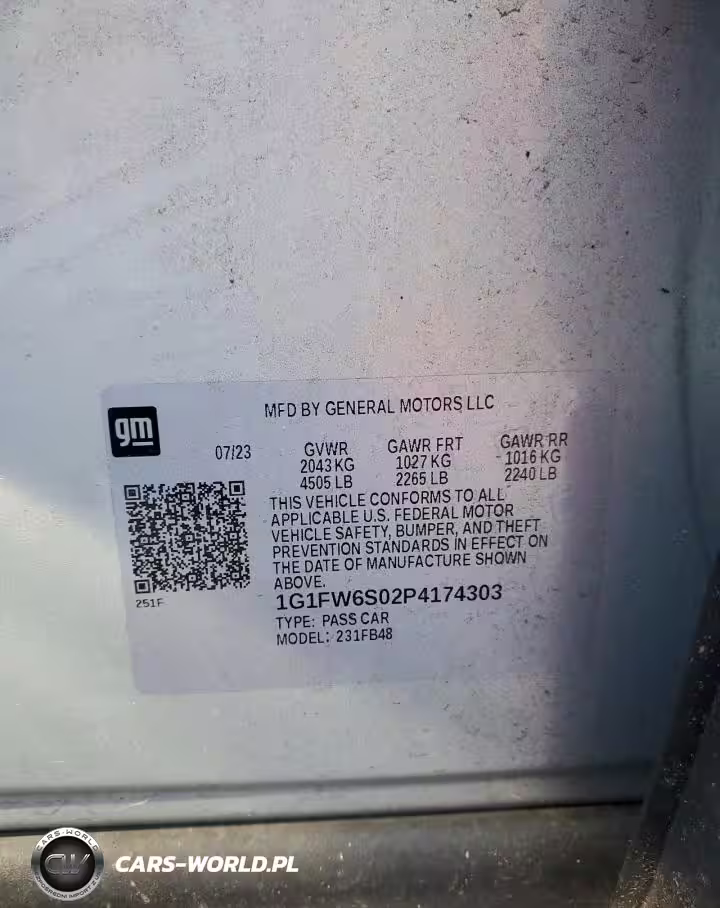 gm
MFD BY GENERAL MOTORS LLC
07/23
GVWR GAWR FRT GAWR RR
2043 KG 1027 KG 1016 KG
4505 LB 2265 LB 2240 LB
THIS VEHICLE CONFORMS TO ALL
APPLICABLE U.S. FEDERAL MOTOR
VEHICLE SAFETY, BUMPER, AND THEFT
PREVENTION STANDARDS IN EFFECT ON
THE DATE OF MANUFACTURE SHOWN
ABOVE.
251F
1G1FW6S02P4174303
TYPE: PASS CAR
MODEL: 231FB48
CARS-WORLD
CW
CARS-WORLD.PL